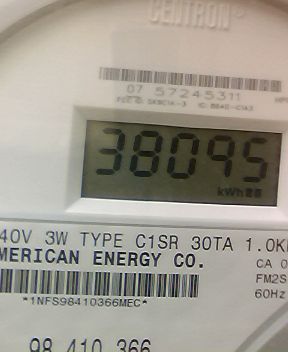 CENTRON®
07 57245311
38095
kWh
40V 3W TYPE C1SR 30TA 1.0K
MERICAN ENERGY CO.
CA 0
FM2S
60Hz
*1NFS98410366MEC*
98 410 366